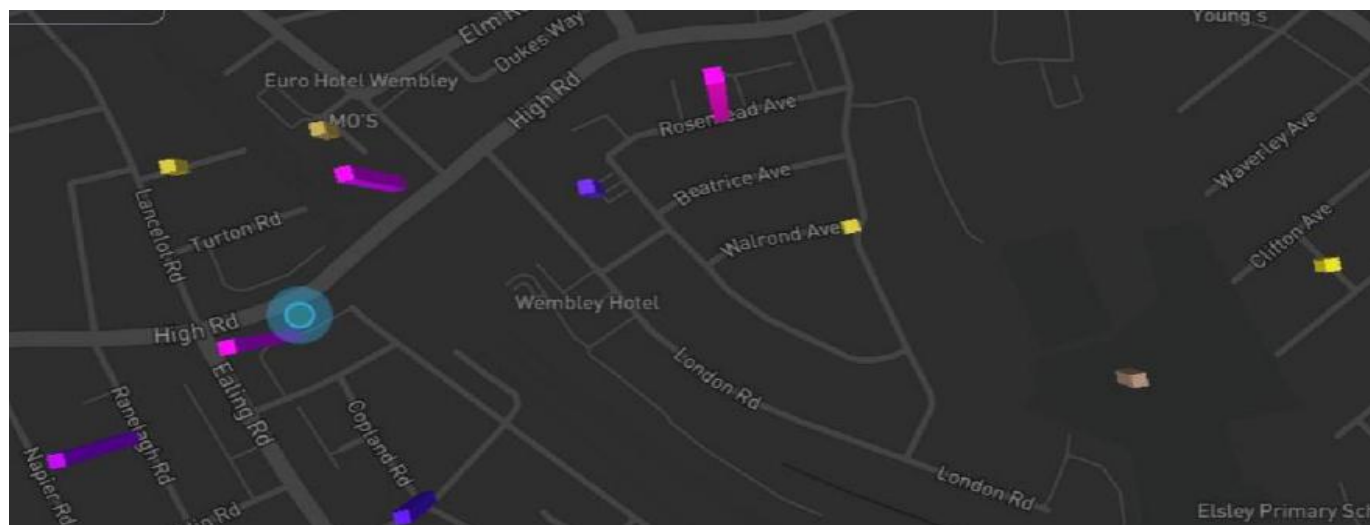 Young's
Elm R
Dukes Way
Euro Hotel Wembley
High Rd
MO'S
Rosemead Ave
Waverley Ave
Beatrice Ave
Lancelot Rd
Turton Rd
Walrond Ave
Clifton Ave
Wembley Hotel
High Rd
London Rd
Ealing Rd
Ranelagh Rd
Copland Rd
Napier Rd
London Rd
Elsley Primary Sc